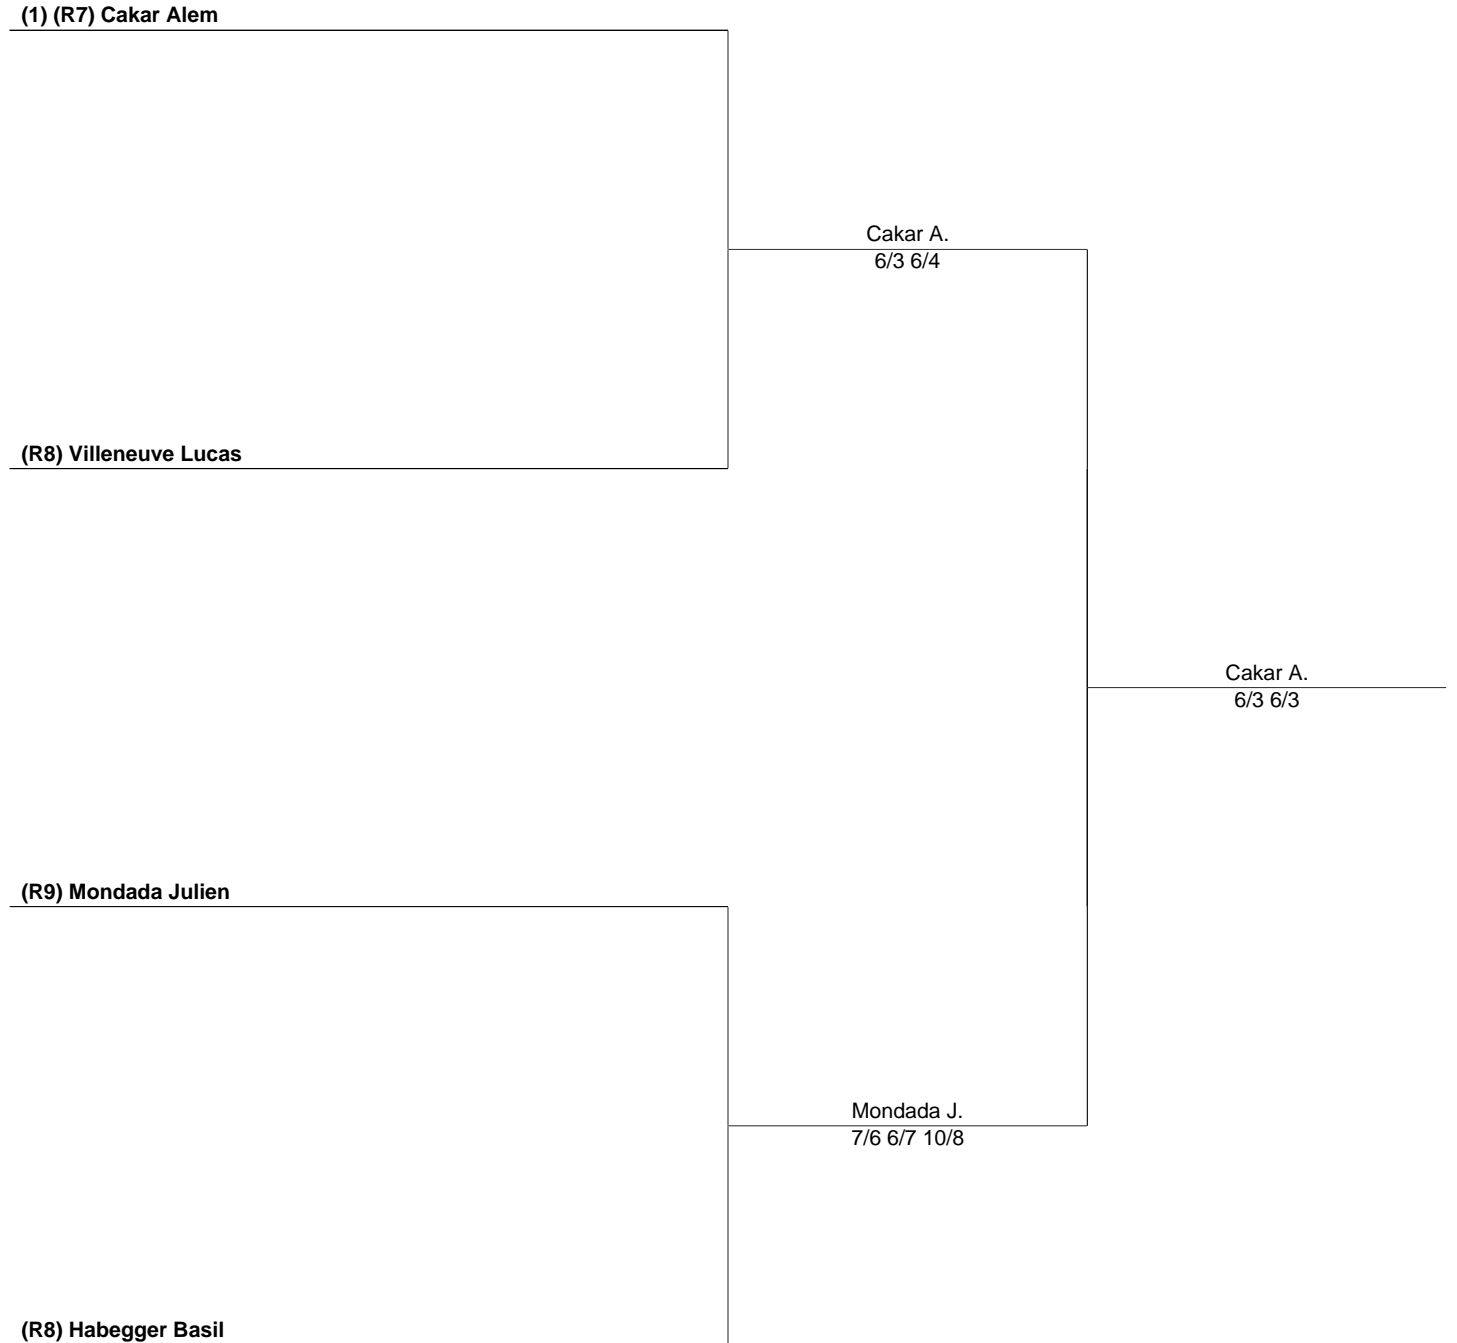 (1) (R7) Cakar Alem
Cakar A.
6/3 6/4
(R8) Villeneuve Lucas
Cakar A.
6/3 6/3
(R9) Mondada Julien
Mondada J.
7/6 6/7 10/8
(R8) Habegger Basil